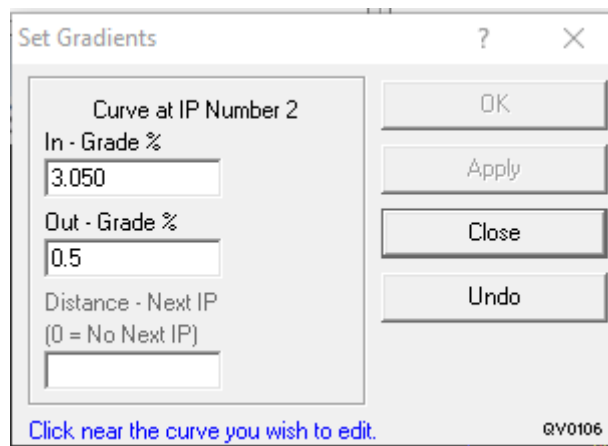 Set Gradients
?
Curve at IP Number 2
In - Grade %
3.050
Out - Grade %
0.5
Distance - Next IP
(0 = No Next IP)
OK
Apply
Close
Undo
Click near the curve you wish to edit.
QV0106